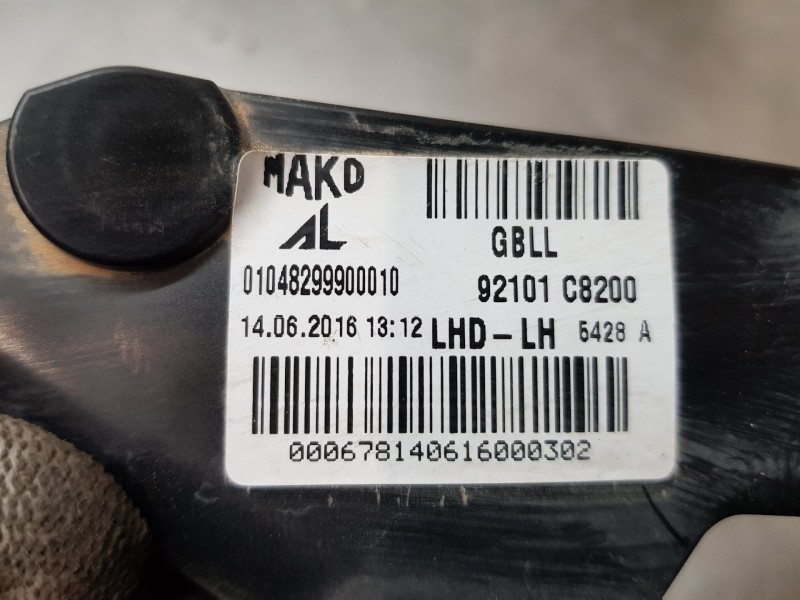 MAKO
AL
GBLL
01048299900010 92101 C8200
14.06.2016 13:12 LHD-LH 5428 A
000678140616000302